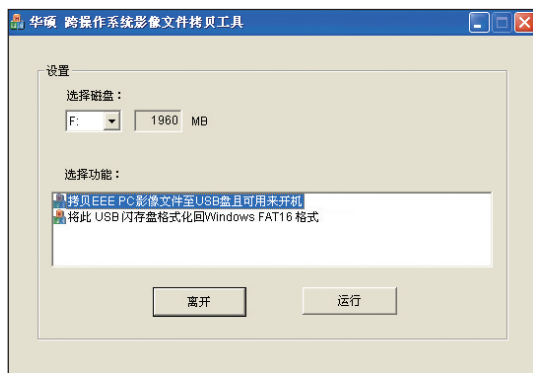 华硕 跨操作系统影像文件拷贝工具
设置
选择磁盘：
F: 1960 MB
选择功能：
拷贝EEE PC影像文件至USB盘且可用来开机
将此 USB 闪存盘格式化回Windows FAT16 格式
离开 运行